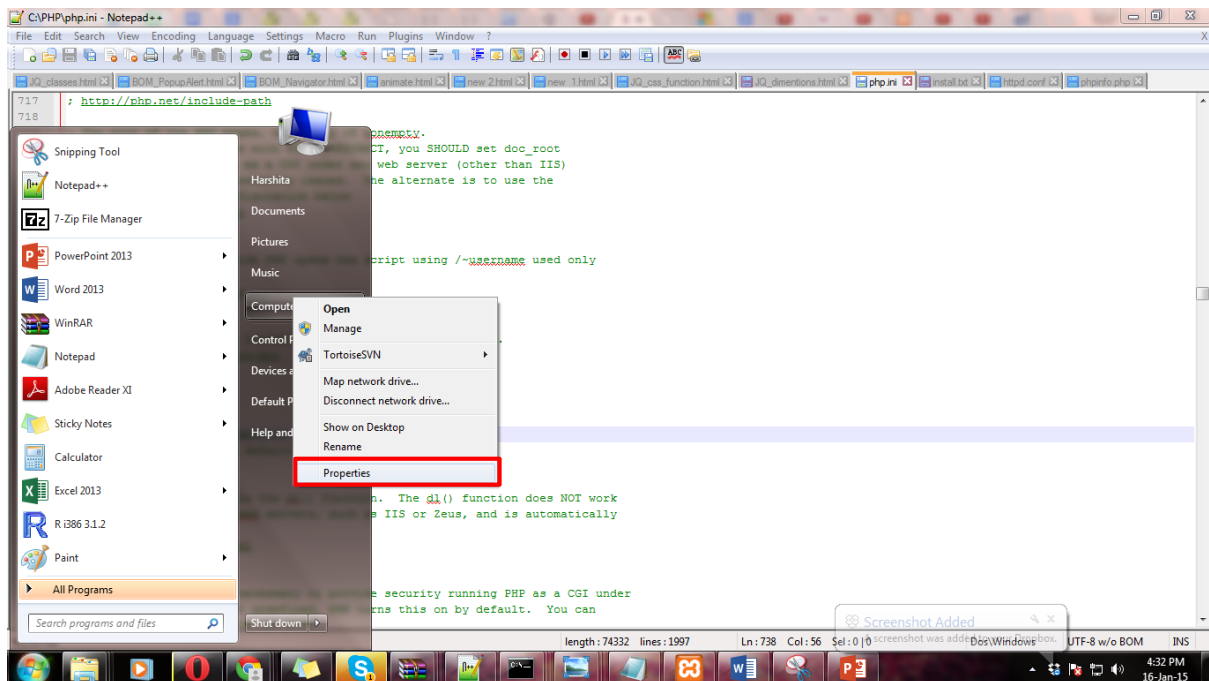 C:\PHP\php.ini - Notepad++
File Edit Search View Encoding Language Settings Macro Run Plugins Window ? X
JQ_classes.html BOM_PopupAlert.html BOM_Navigator.html animate.html new 2.html new 1.html JQ_css_function.html JQ_dimentions.html php.ini install.txt httpd.conf phpinfo.php
717 ; http://php.net/include-path
718
onempty.
CT, you SHOULD set doc_root
web server (other than IIS)
he alternate is to use the
cript using /~username used only
n. The dl() function does NOT work
s IIS or Zeus, and is automatically
e security running PHP as a CGI under
rns this on by default. You can
Snipping Tool
Notepad++
7-Zip File Manager
PowerPoint 2013
Word 2013
WinRAR
Notepad
Adobe Reader XI
Sticky Notes
Calculator
Excel 2013
R i386 3.1.2
Paint
All Programs
Search programs and files
Harshita
Documents
Pictures
Music
Compute
Control P
Devices a
Default P
Help and
Shut down
Open
Manage
TortoiseSVN
Map network drive...
Disconnect network drive...
Show on Desktop
Rename
Properties
Screenshot Added
screenshot was added to your Dropbox.
length : 74332 lines : 1997 Ln : 738 Col : 56 Sel : 0 | 0 Dos\Windows UTF-8 w/o BOM INS
4:32 PM
16-Jan-15